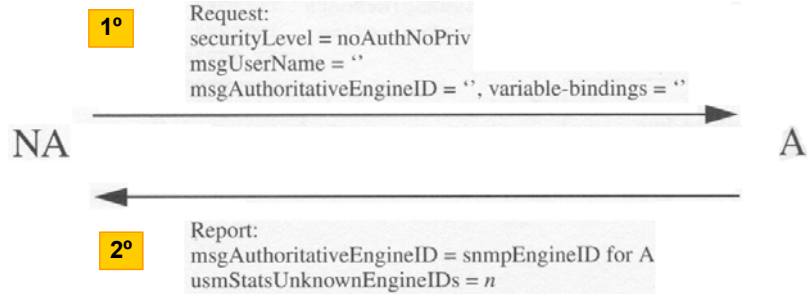 1º
Request:
securityLevel = noAuthNoPriv
msgUserName = ‘’
msgAuthoritativeEngineID = ‘’, variable-bindings = ‘’
NA
A
2º
Report:
msgAuthoritativeEngineID = snmpEngineID for A
usmStatsUnknownEngineIDs = n